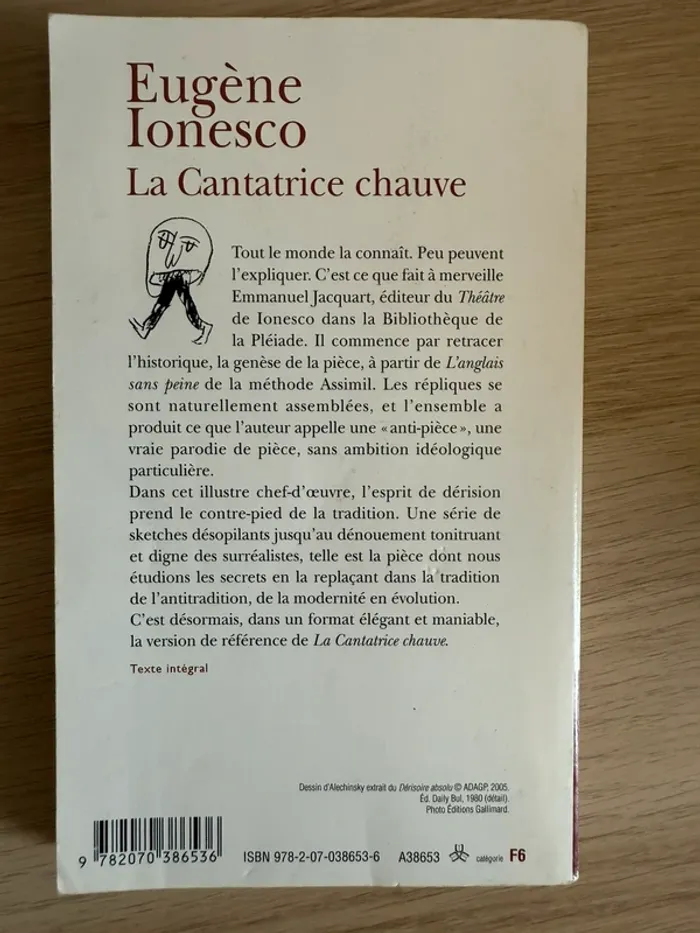 Eugène
Ionesco
La Cantatrice chauve
Tout le monde la connaît. Peu peuvent
l'expliquer. C'est ce que fait à merveille
Emmanuel Jacquart, éditeur du Théâtre
de Ionesco dans la Bibliothèque de
la Pléiade. Il commence par retracer
l'historique, la genèse de la pièce, à partir de L'anglais
sans peine de la méthode Assimil. Les répliques se
sont naturellement assemblées, et l'ensemble a
produit ce que l'auteur appelle une « anti-pièce », une
vraie parodie de pièce, sans ambition idéologique
particulière.
Dans cet illustre chef-d'œuvre, l'esprit de dérision
prend le contre-pied de la tradition. Une série de
sketches désopilants jusqu'au dénouement tonitruant
et digne des surréalistes, telle est la pièce dont nous
étudions les secrets en la replaçant dans la tradition
de l'antitradition, de la modernité en évolution.
C'est désormais, dans un format élégant et maniable,
la version de référence de La Cantatrice chauve.
Texte intégral
Dessin d'Alechinsky extrait du Dérisoire absolu © ADAGP, 2005.
Éd. Daily Bul, 1980 (détail).
Photo Éditions Gallimard.
9 782070 386536 ISBN 978-2-07-038653-6 A38653 catégorie F6